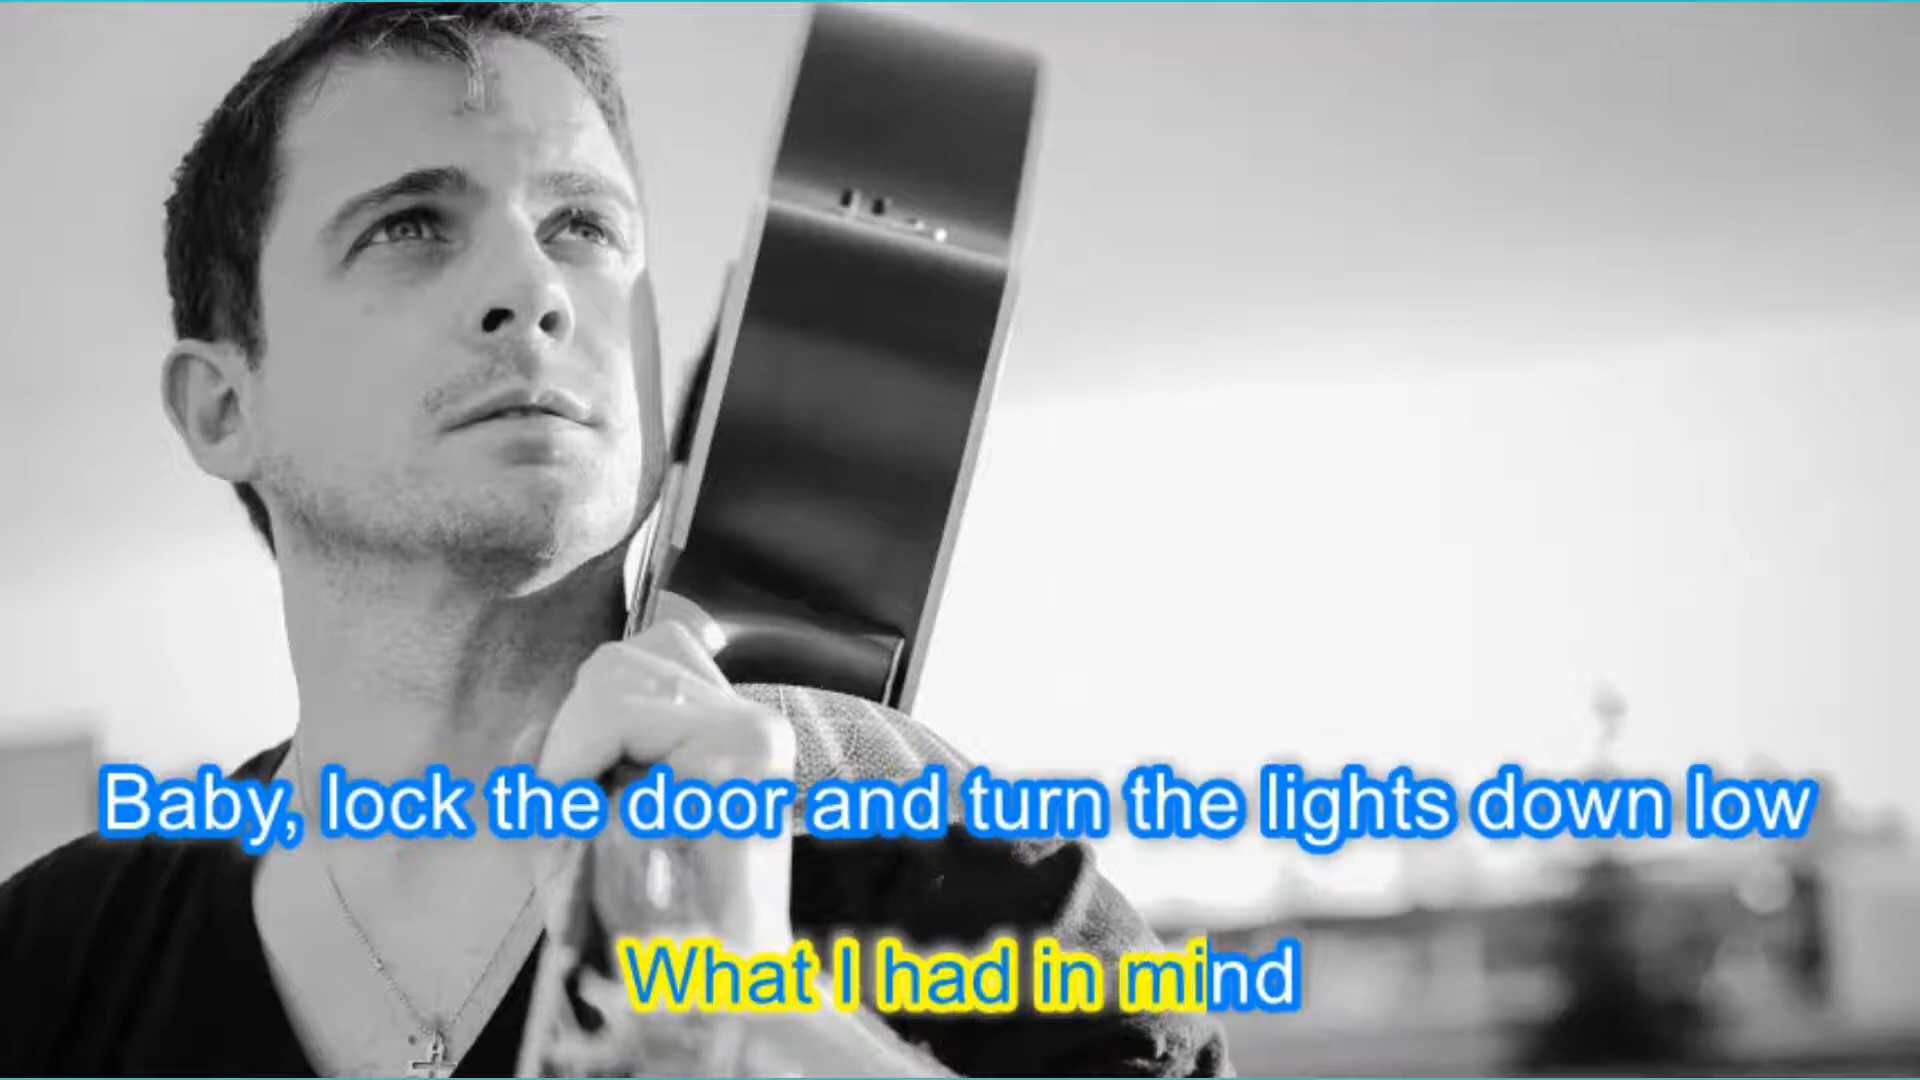 Baby, lock the door and turn the lights down low
What I had in mind